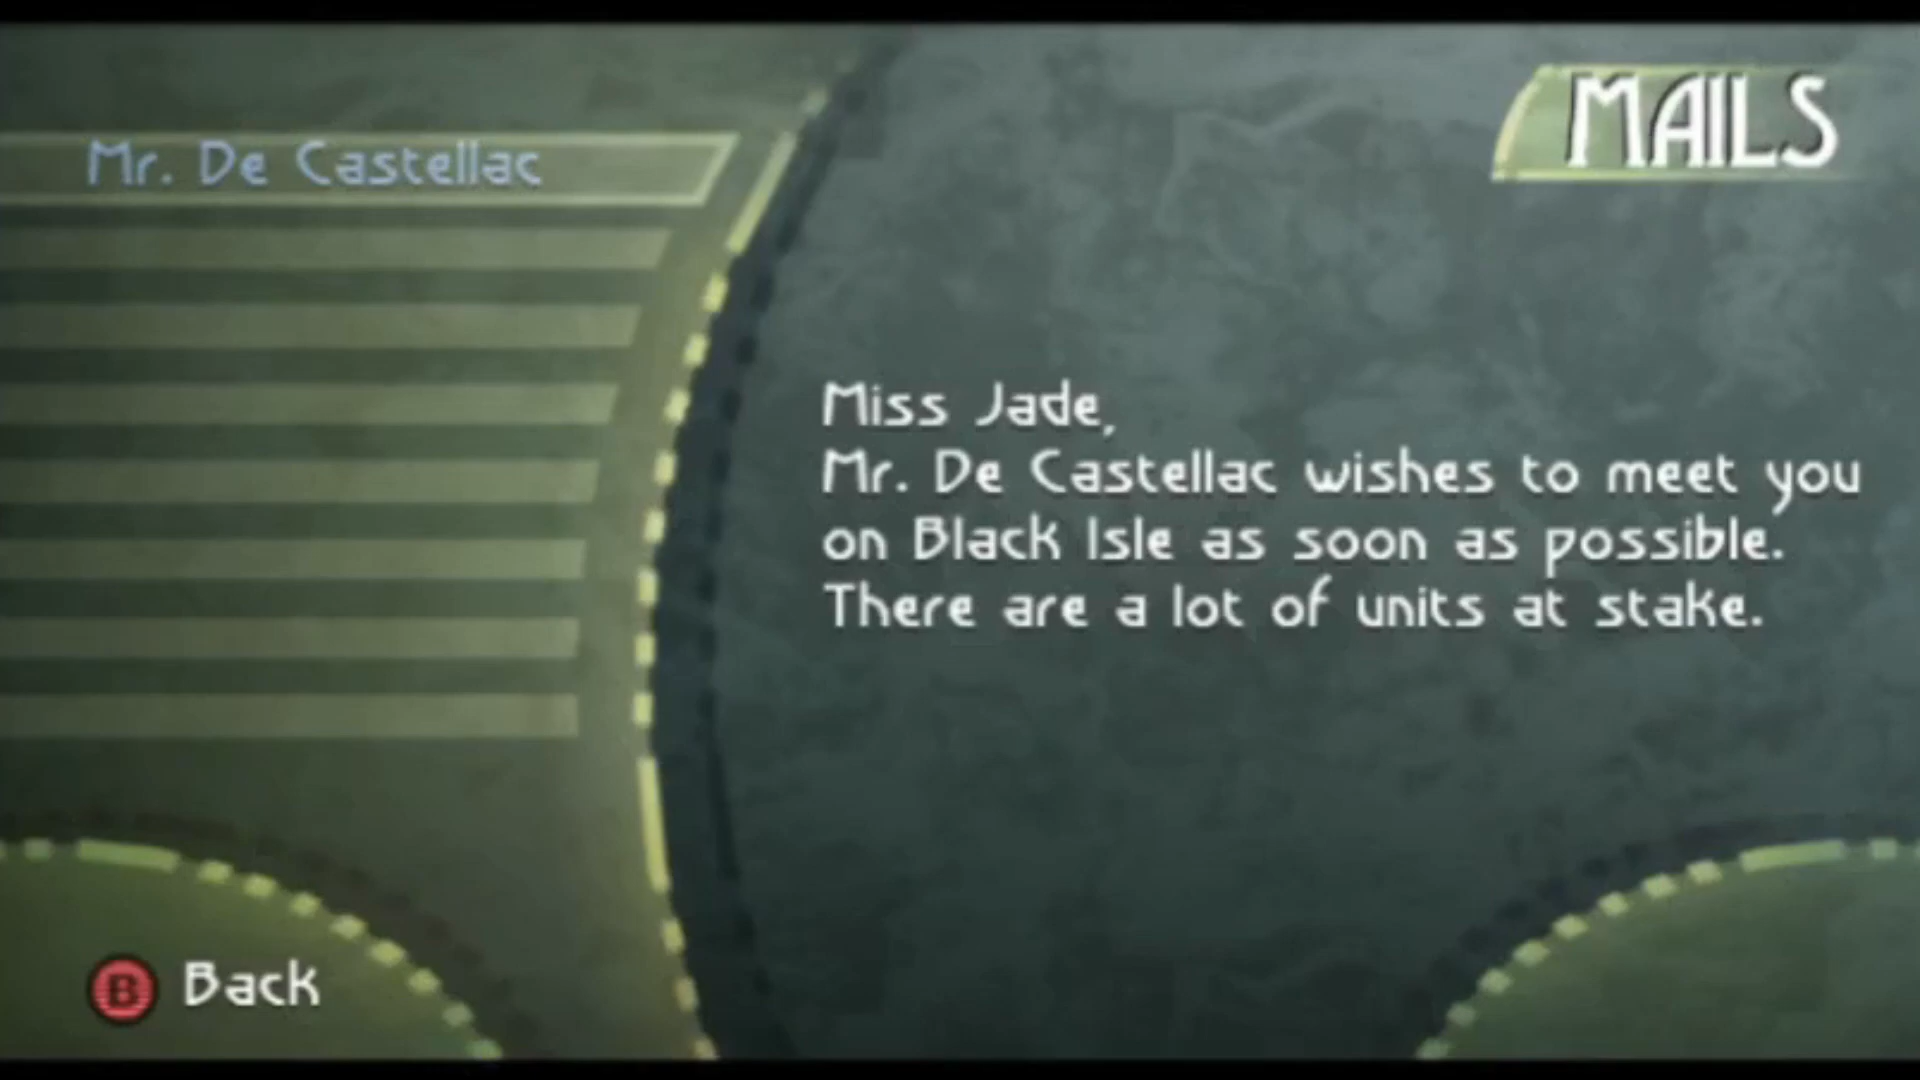 MAILS
Mr. De Castellac
Miss Jade,
Mr. De Castellac wishes to meet you
on Black Isle as soon as possible.
There are a lot of units at stake.
B Back